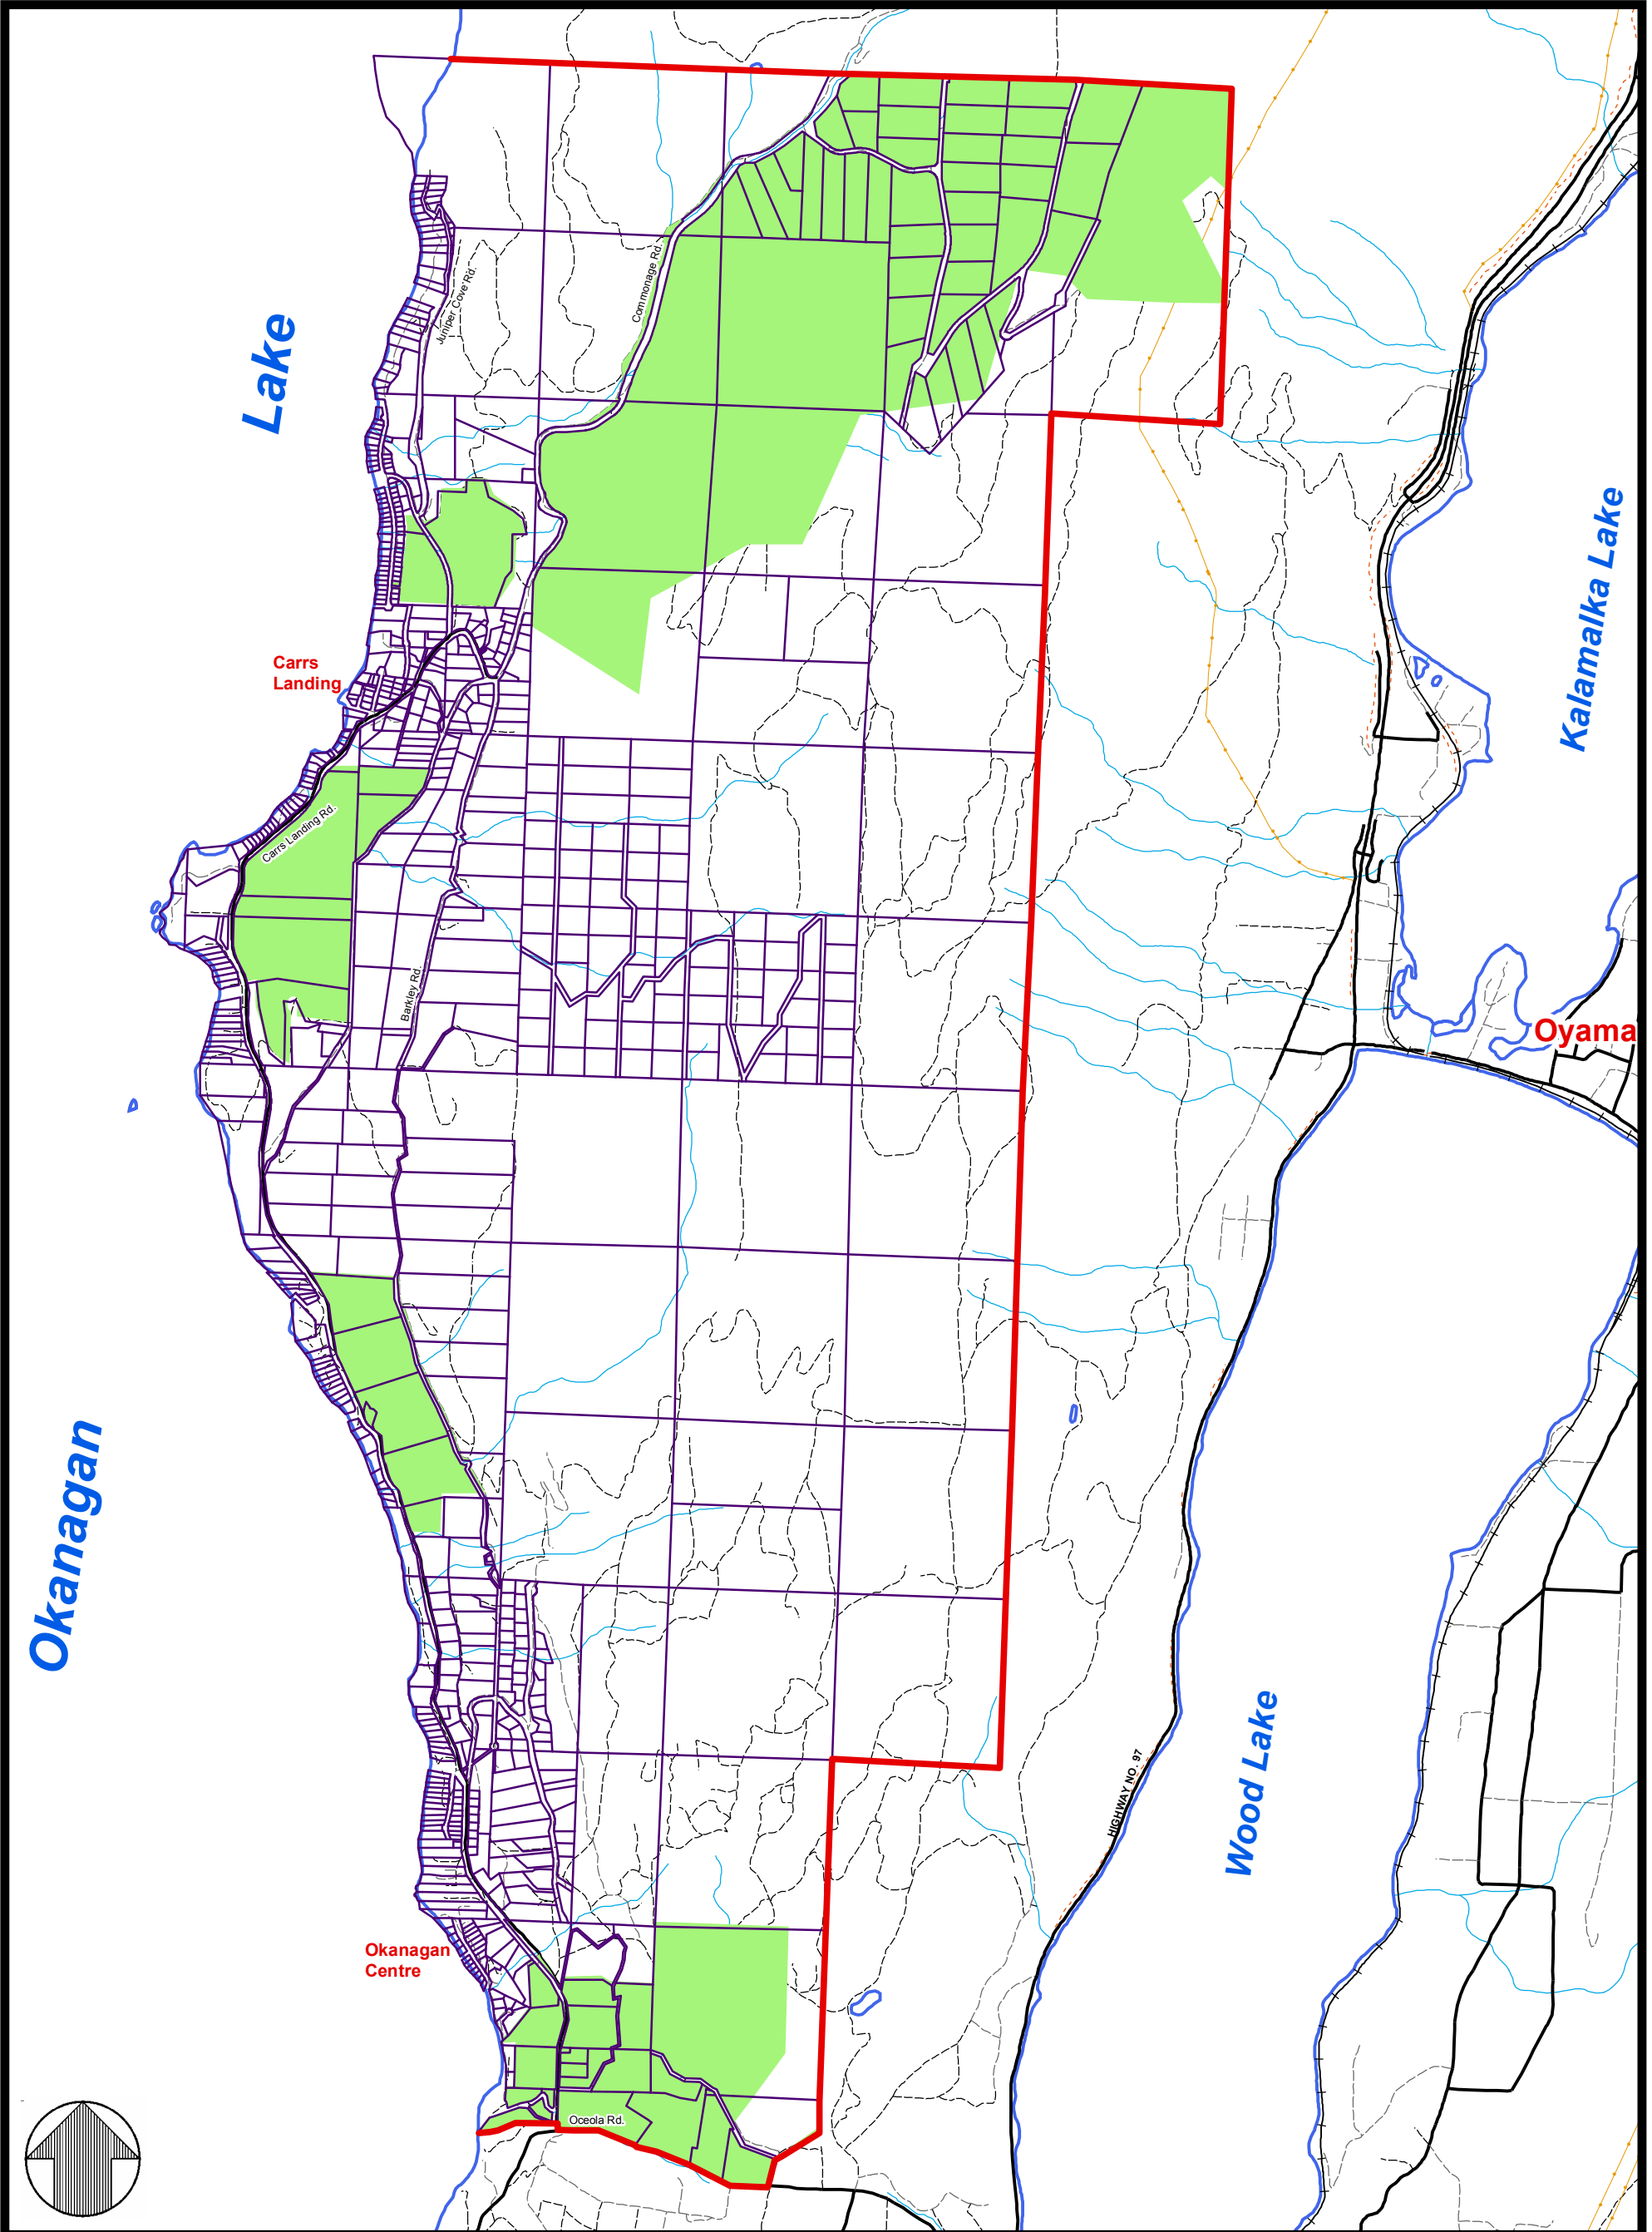 Juniper Cove Rd.
Commonage Rd.
Lake
Kalamalka Lake
Carrs
Landing
Carrs Landing Rd.
Barkley Rd.
Oyama
Okanagan
HIGHWAY NO. 97
Wood Lake
Okanagan
Centre
Oceola Rd.